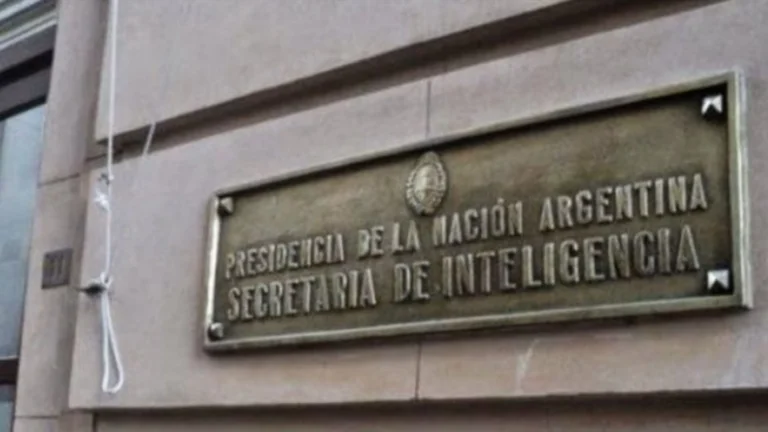 PRESIDENCIA DE LA NACIÓN ARGENTINA
SECRETARIA DE INTELIGENCIA